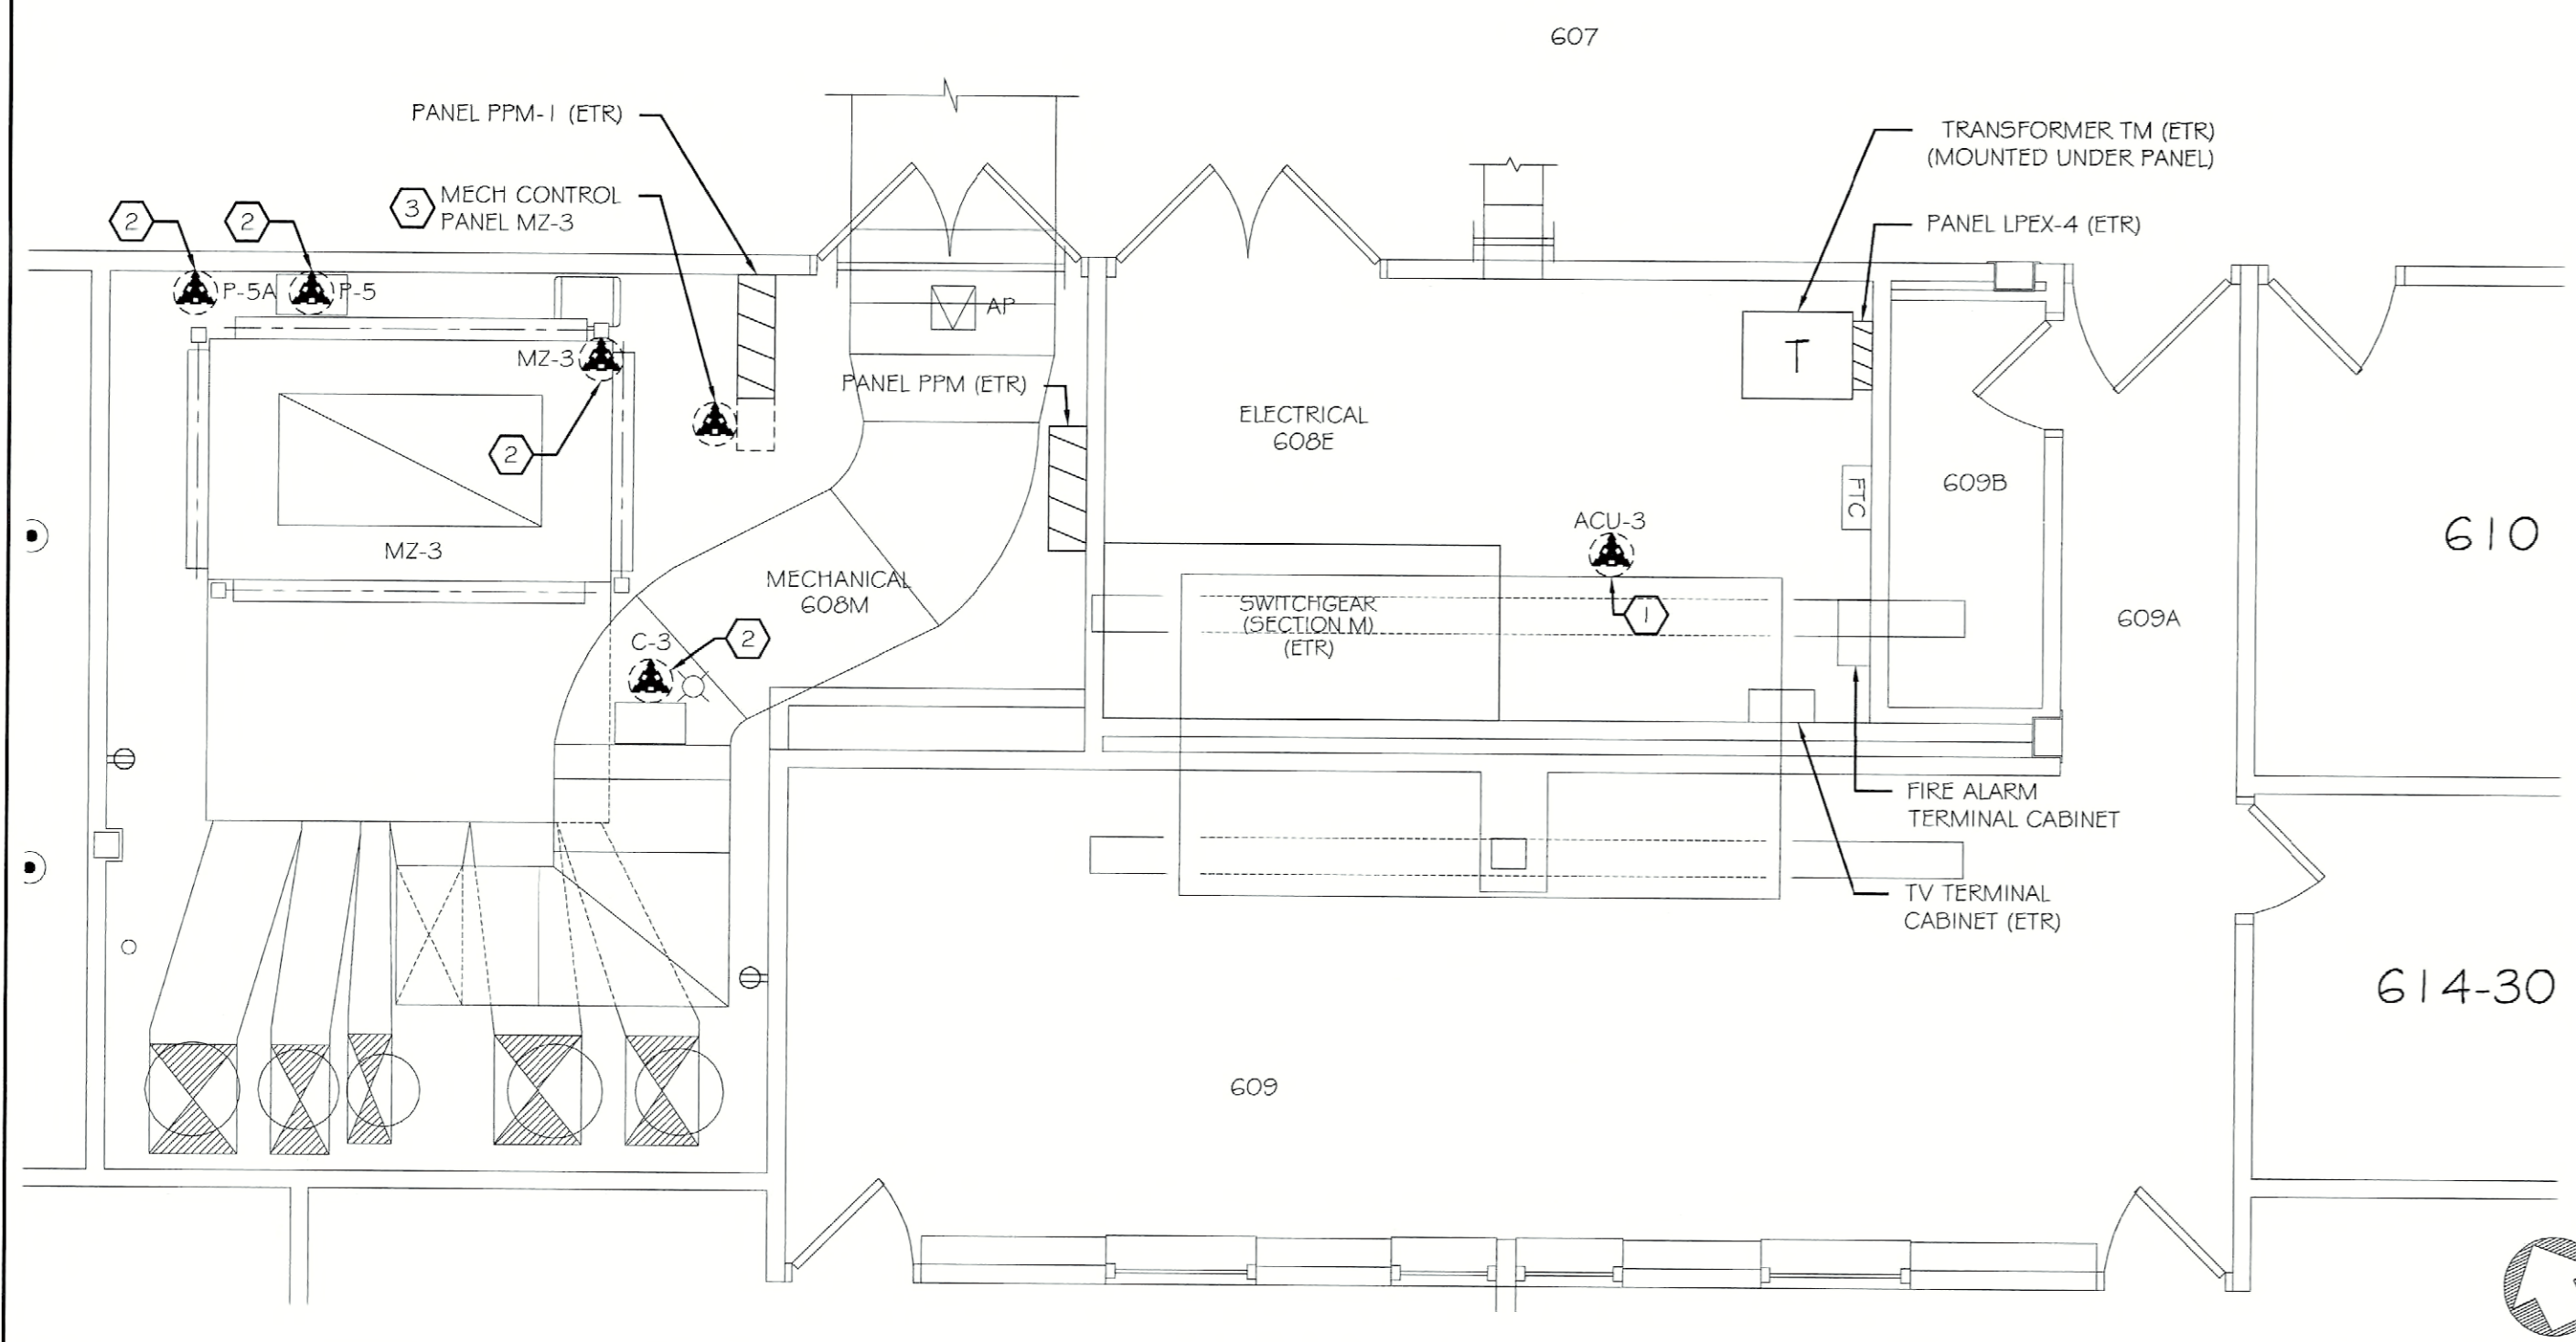 607
PANEL PPM-1 (ETR)
TRANSFORMER TM (ETR)
(MOUNTED UNDER PANEL)
3
MECH CONTROL
PANEL MZ-3
2
2
PANEL LPEX-4 (ETR)
P-5A
P-5
AP
MZ-3
T
PANEL PPM (ETR)
ELECTRICAL
608E
2
609B
FTC
ACU-3
610
MZ-3
MECHANICAL
608M
SWITCHGEAR
(SECTION M)
(ETR)
1
609A
C-3
2
FIRE ALARM
TERMINAL CABINET
TV TERMINAL
CABINET (ETR)
614-30
609